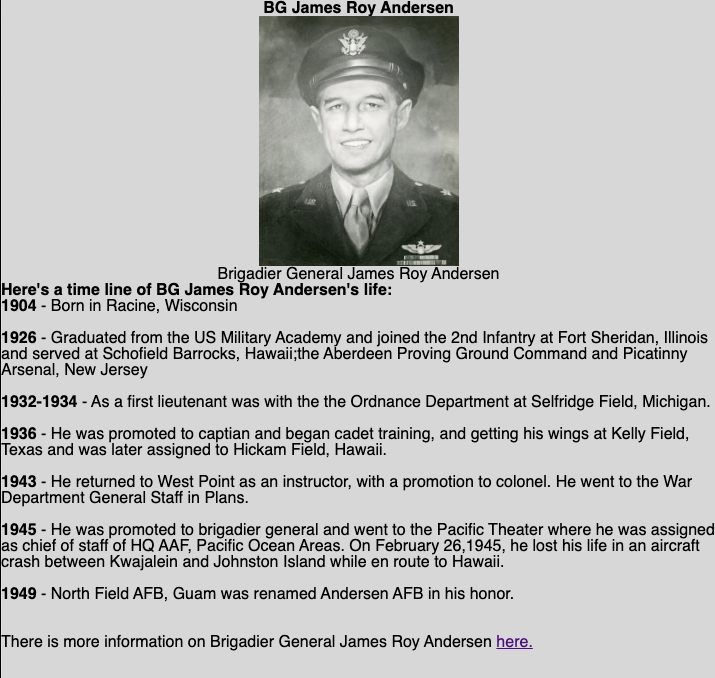 BG James Roy Andersen
Brigadier General James Roy Andersen
Here's a time line of BG James Roy Andersen's life:
1904 - Born in Racine, Wisconsin
1926 - Graduated from the US Military Academy and joined the 2nd Infantry at Fort Sheridan, Illinois
and served at Schofield Barrocks, Hawaii;the Aberdeen Proving Ground Command and Picatinny
Arsenal, New Jersey
1932-1934 - As a first lieutenant was with the the Ordnance Department at Selfridge Field, Michigan.
1936 - He was promoted to captian and began cadet training, and getting his wings at Kelly Field,
Texas and was later assigned to Hickam Field, Hawaii.
1943 - He returned to West Point as an instructor, with a promotion to colonel. He went to the War
Department General Staff in Plans.
1945 - He was promoted to brigadier general and went to the Pacific Theater where he was assigned
as chief of staff of HQ AAF, Pacific Ocean Areas. On February 26,1945, he lost his life in an aircraft
crash between Kwajalein and Johnston Island while en route to Hawaii.
1949 - North Field AFB, Guam was renamed Andersen AFB in his honor.
There is more information on Brigadier General James Roy Andersen here.